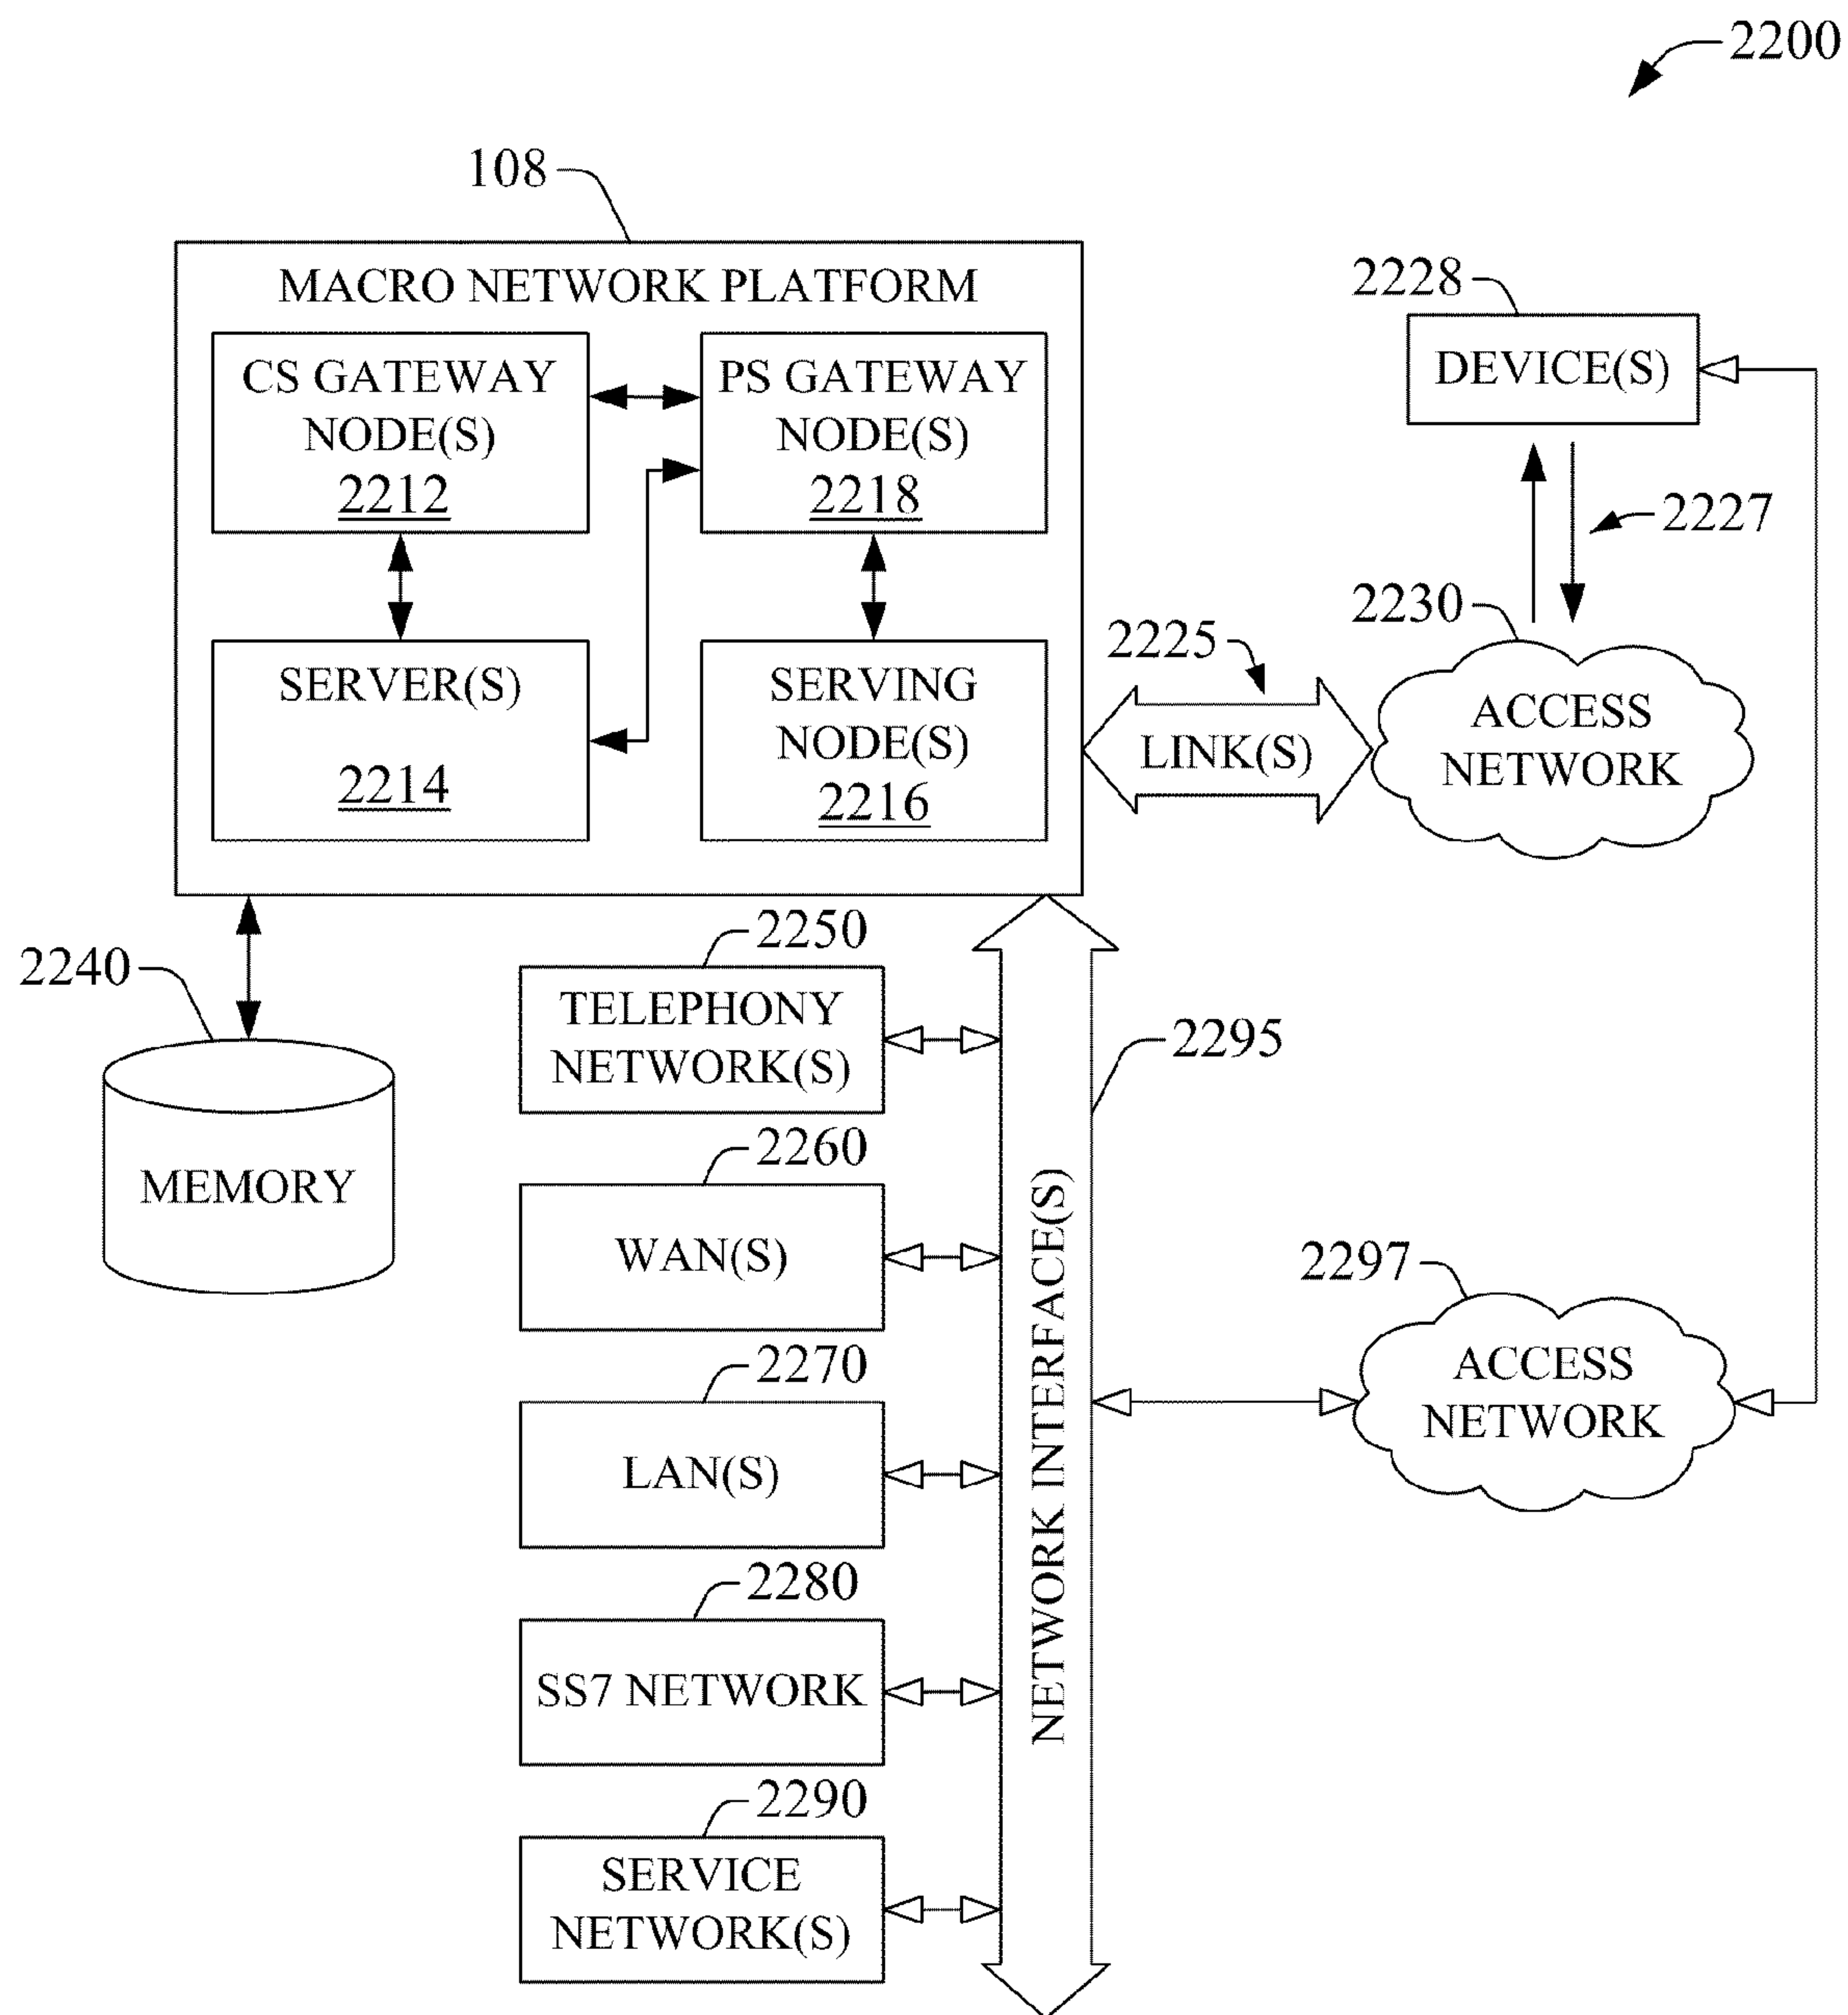 2200
108
MACRO NETWORK PLATFORM
CS GATEWAY
NODE(S)
2212
PS GATEWAY
NODE(S)
2218
SERVER(S)
2214
SERVING
NODE(S)
2216
2228
DEVICE(S)
2227
2230
ACCESS
NETWORK
2225
LINK(S)
2240
MEMORY
2250
TELEPHONY
NETWORK(S)
2260
WAN(S)
2270
LAN(S)
2280
SS7 NETWORK
2290
SERVICE
NETWORK(S)
2295
NETWORK INTERFACE(S)
2297
ACCESS
NETWORK